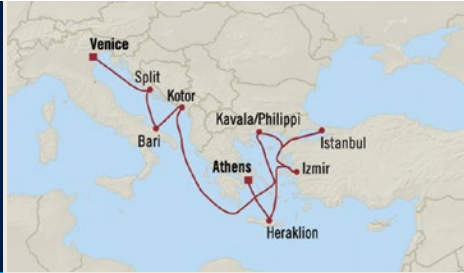 Venice
Split
Kotor
Bari
Kavala/Philippi
Istanbul
Athens
Izmir
Heraklion